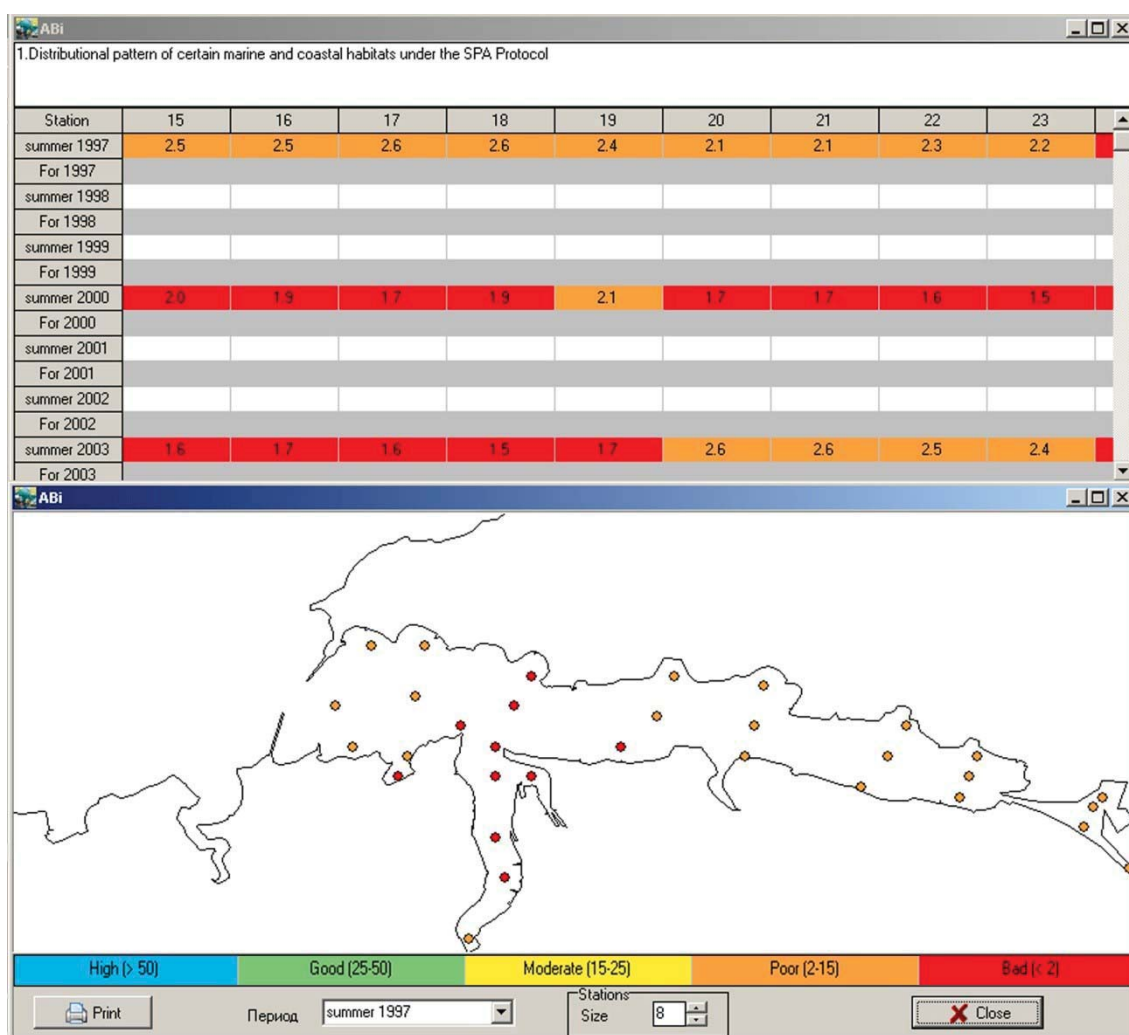 ABi
1.Distributional pattern of certain marine and coastal habitats under the SPA Protocol
Station 15 16 17 18 19 20 21 22 23
summer 1997 2.5 2.5 2.6 2.6 2.4 2.1 2.1 2.3 2.2
For 1997
summer 1998
For 1998
summer 1999
For 1999
summer 2000 2.0 1.9 1.7 1.9 2.1 1.7 1.7 1.6 1.5
For 2000
summer 2001
For 2001
summer 2002
For 2002
summer 2003 1.6 1.7 1.6 1.5 1.7 2.6 2.6 2.5 2.4
For 2003
ABi
High (> 50) Good (25-50) Moderate (15-25) Poor (2-15) Bad (< 2)
Print Период summer 1997 Stations Size 8 Close